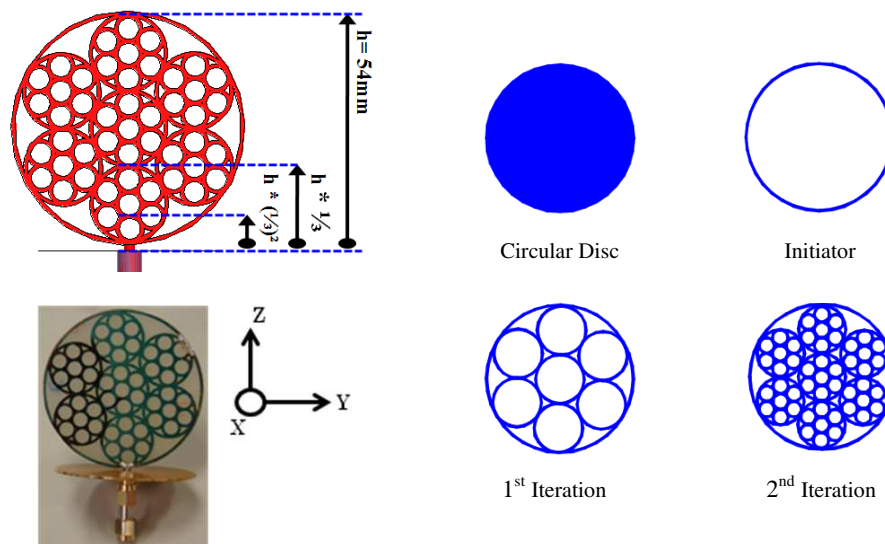 h= 54mm
h * ⅓
h * (⅓)²
Circular Disc
Initiator
Z
Y
X
1st Iteration
2nd Iteration